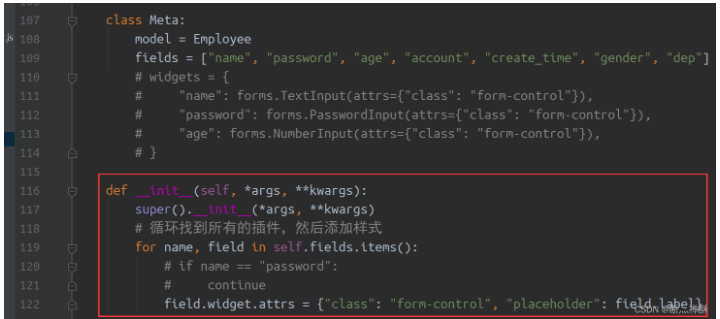 107 class Meta:
.js 108 model = Employee
109 fields = ["name", "password", "age", "account", "create_time", "gender", "dep"]
110 # widgets = {
111 #     "name": forms.TextInput(attrs={"class": "form-control"}),
112 #     "password": forms.PasswordInput(attrs={"class": "form-control"}),
113 #     "age": forms.NumberInput(attrs={"class": "form-control"}),
114 # }
115
116 def __init__(self, *args, **kwargs):
117 super().__init__(*args, **kwargs)
118 # 循环找到所有的插件，然后添加样式
119 for name, field in self.fields.items():
120 # if name == "password":
121 #     continue
122 field.widget.attrs = {"class": "form-control", "placeholder": field.label}
CSDN